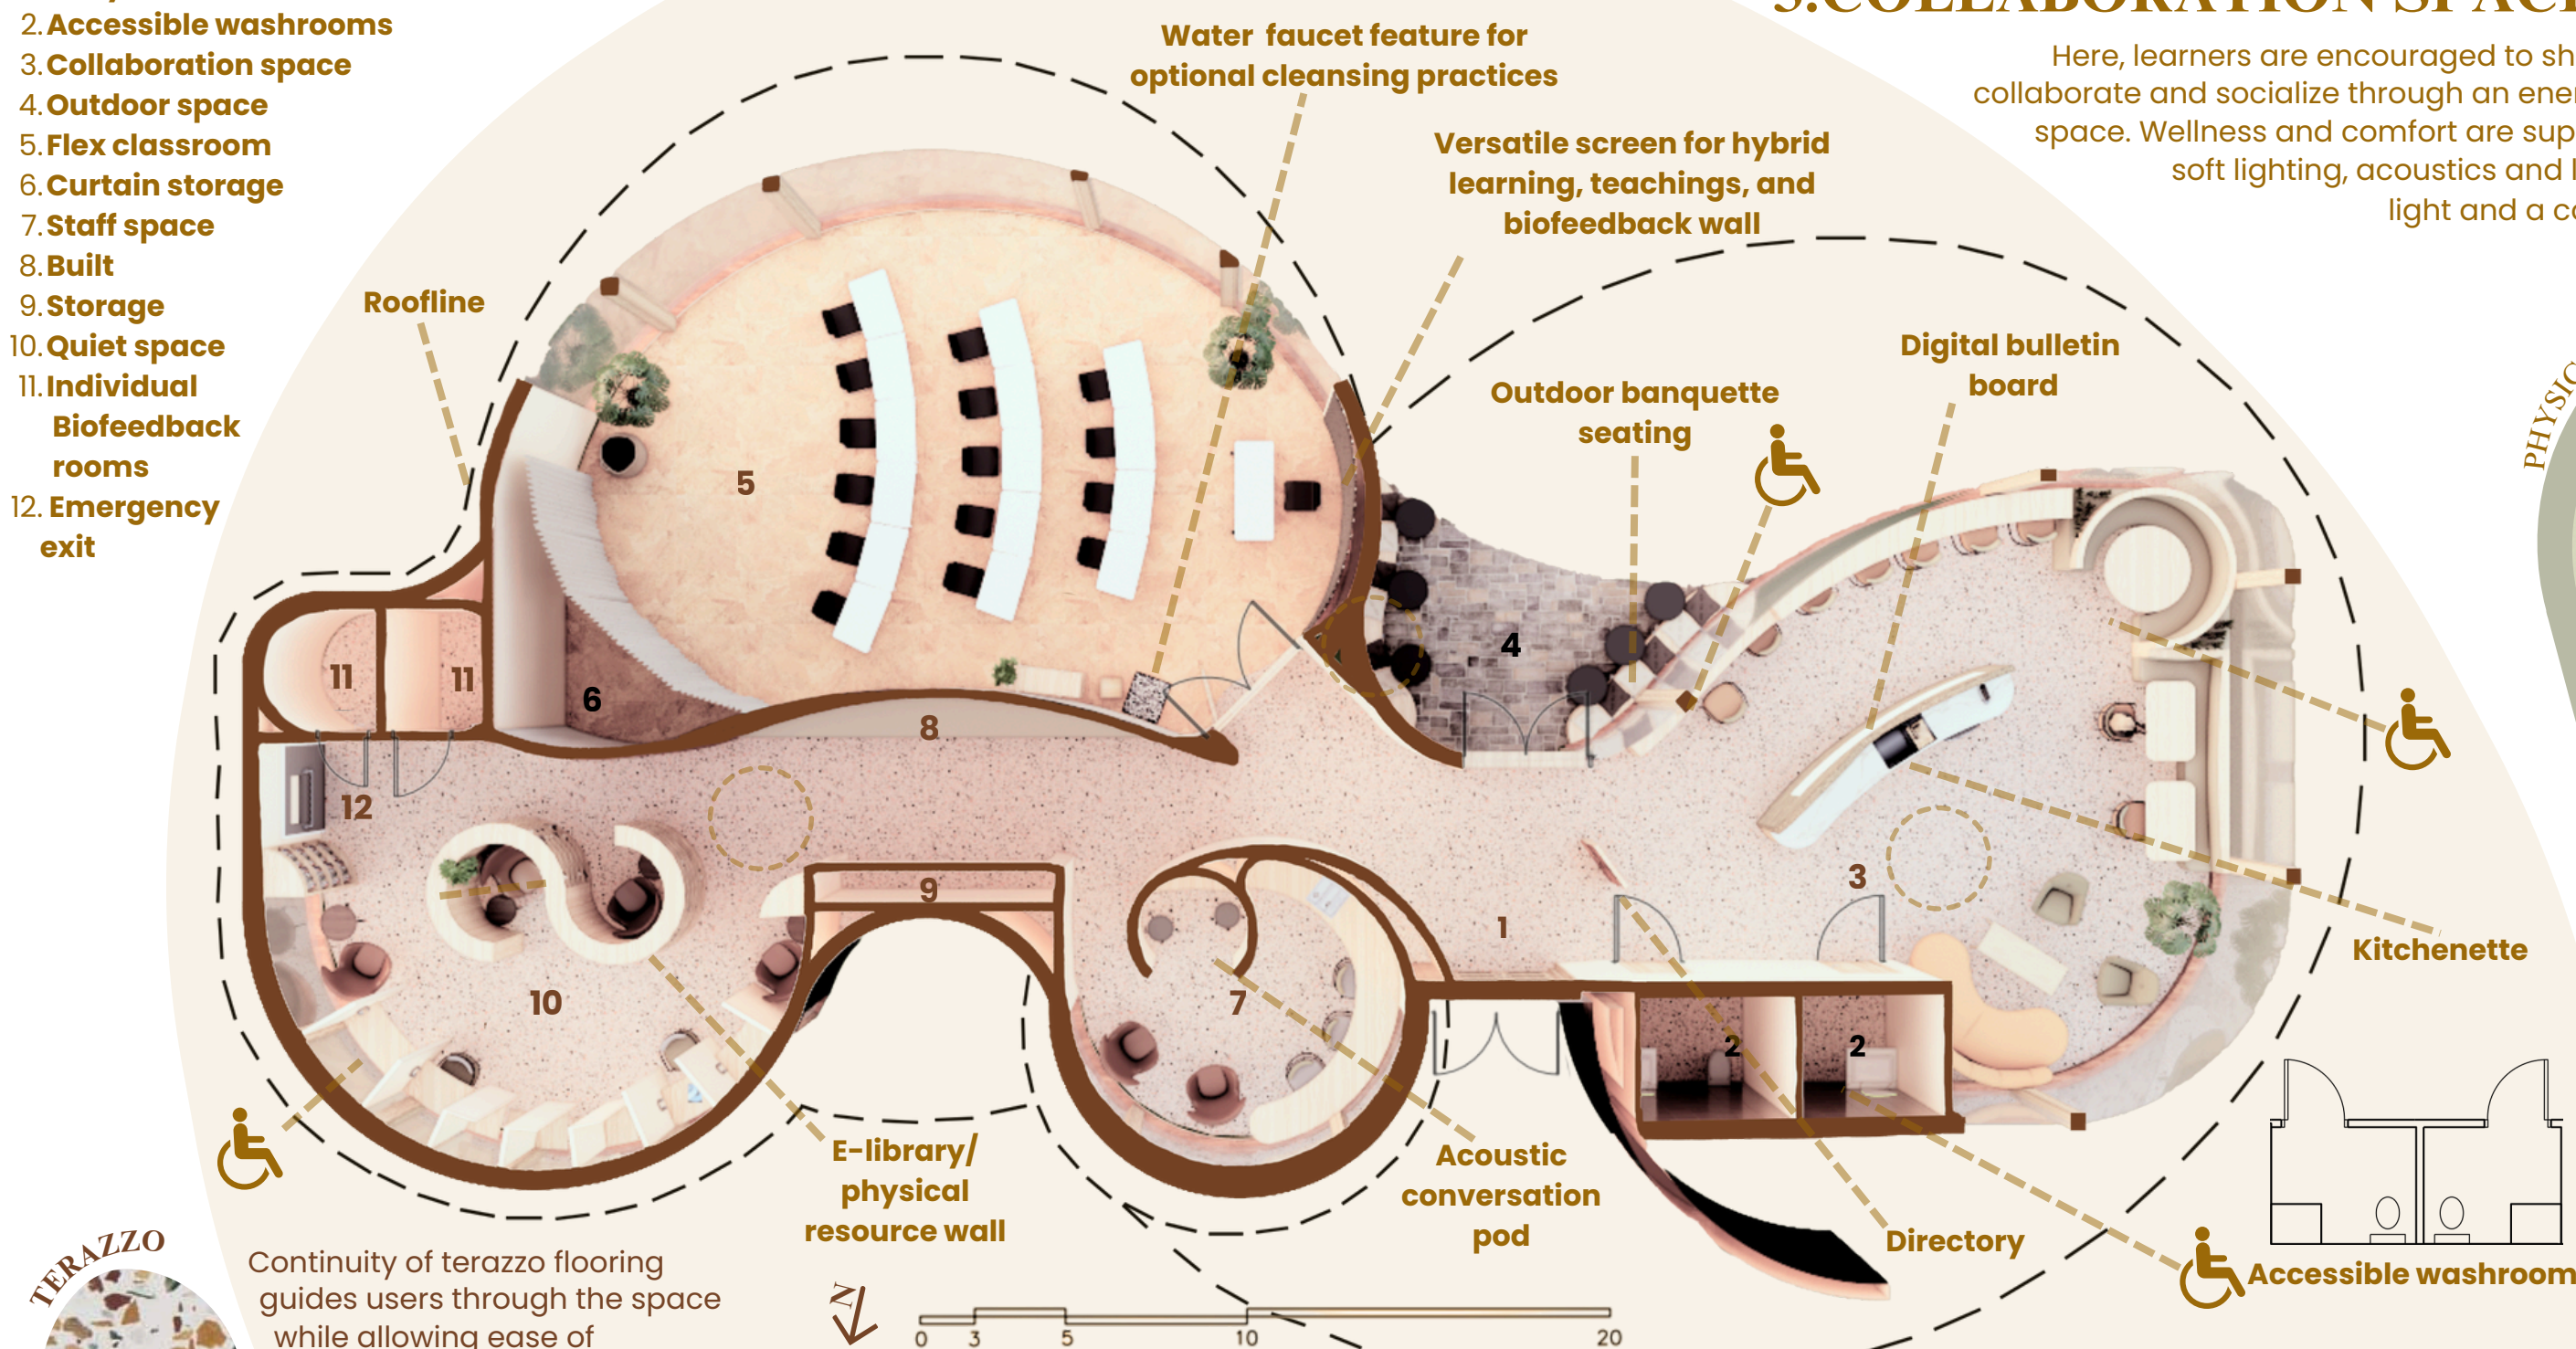 2. Accessible washrooms
3. Collaboration space
4. Outdoor space
5. Flex classroom
6. Curtain storage
7. Staff space
8. Built
9. Storage
10. Quiet space
11. Individual
Biofeedback
rooms
12. Emergency
exit
Water faucet feature for
optional cleansing practices
Versatile screen for hybrid
learning, teachings, and
biofeedback wall
Here, learners are encouraged to sh
collaborate and socialize through an ene
space. Wellness and comfort are sup
soft lighting, acoustics and l
light and a co
Roofline
Digital bulletin
board
Outdoor banquette
seating
PHYSIC
5
4
11
11
6
8
12
3
9
1
10
7
2
2
Kitchenette
E-library/
physical
resource wall
Acoustic
conversation
pod
Directory
Accessible washroom
TERAZZO
Continuity of terazzo flooring
guides users through the space
while allowing ease of
N
0 3 5 10 20